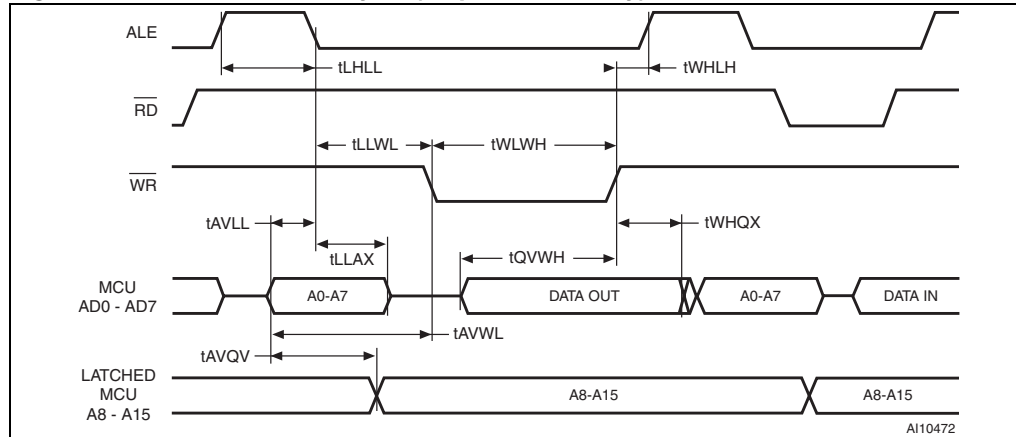 ALE
tLHLL
tWHLH
RD
tLLWL
tWLWH
WR
tAVLL
tWHQX
tLLAX
tQVWH
MCU
AD0 - AD7
A0-A7
DATA OUT
A0-A7
DATA IN
tAVWL
tAVQV
LATCHED
MCU
A8 - A15
A8-A15
A8-A15
AI10472